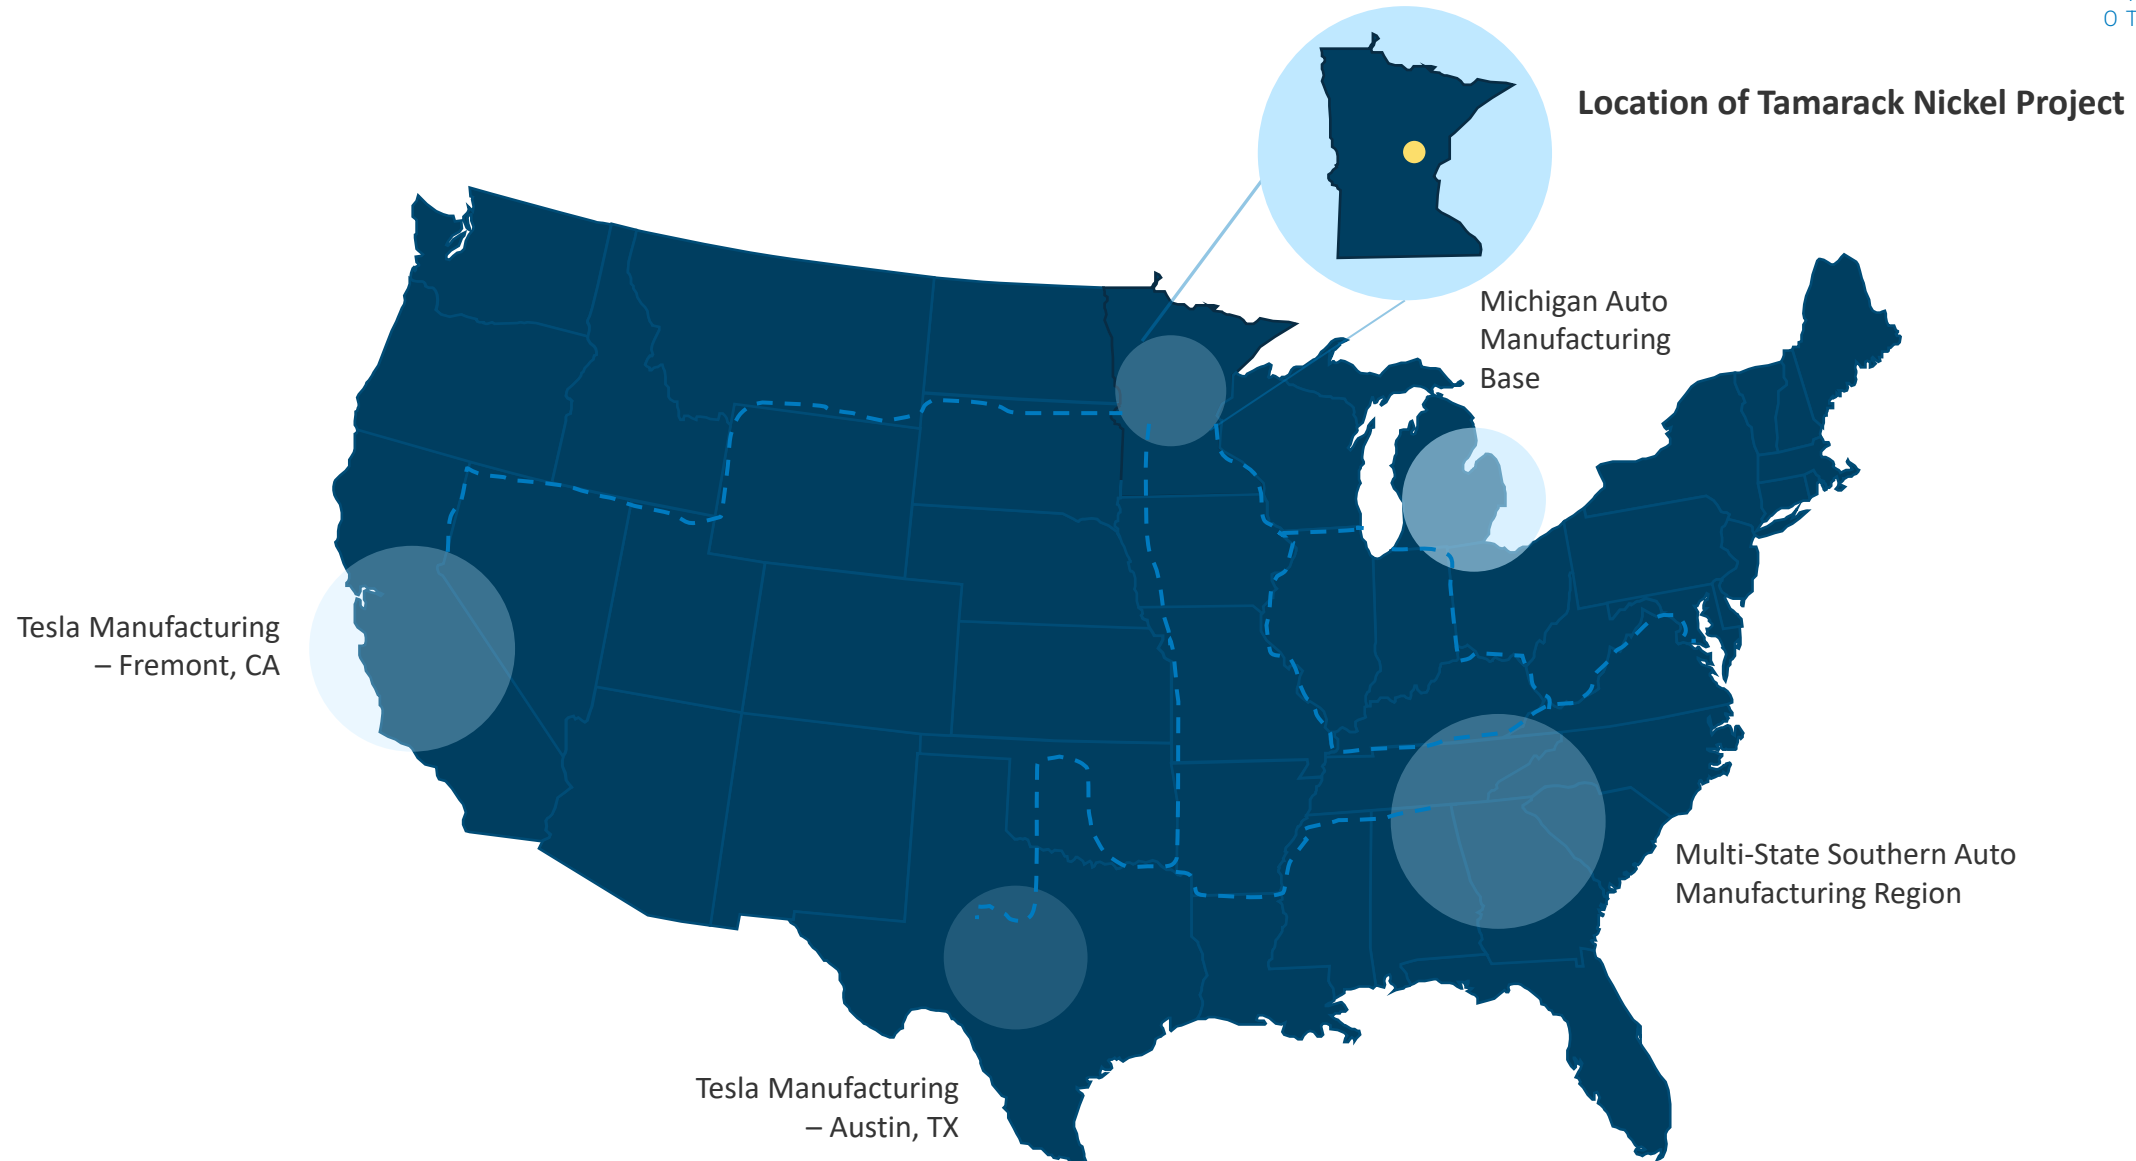 O T
Location of Tamarack Nickel Project
Michigan Auto
Manufacturing
Base
Tesla Manufacturing
– Fremont, CA
Multi-State Southern Auto
Manufacturing Region
Tesla Manufacturing
– Austin, TX